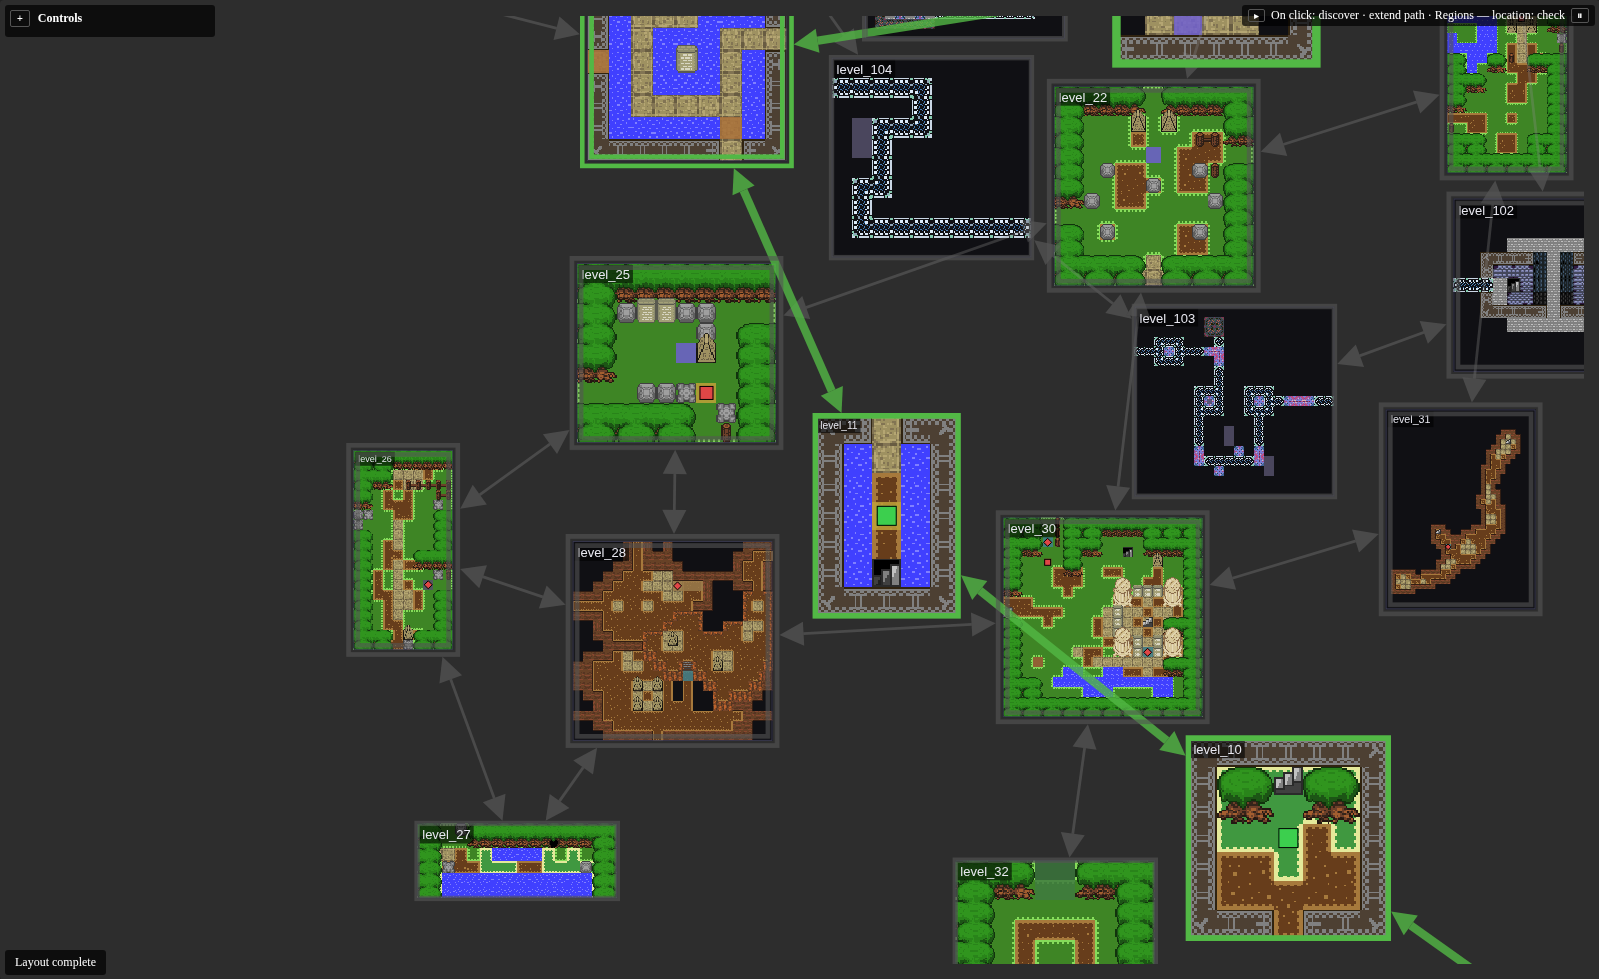 + Controls
▶ On click: discover · extend path · Regions — location: check ⏸
level_104
level_22
level_102
level_25
level_103
level_31
level_11
level_26
level_30
level_28
level_10
level_27
level_32
Layout complete